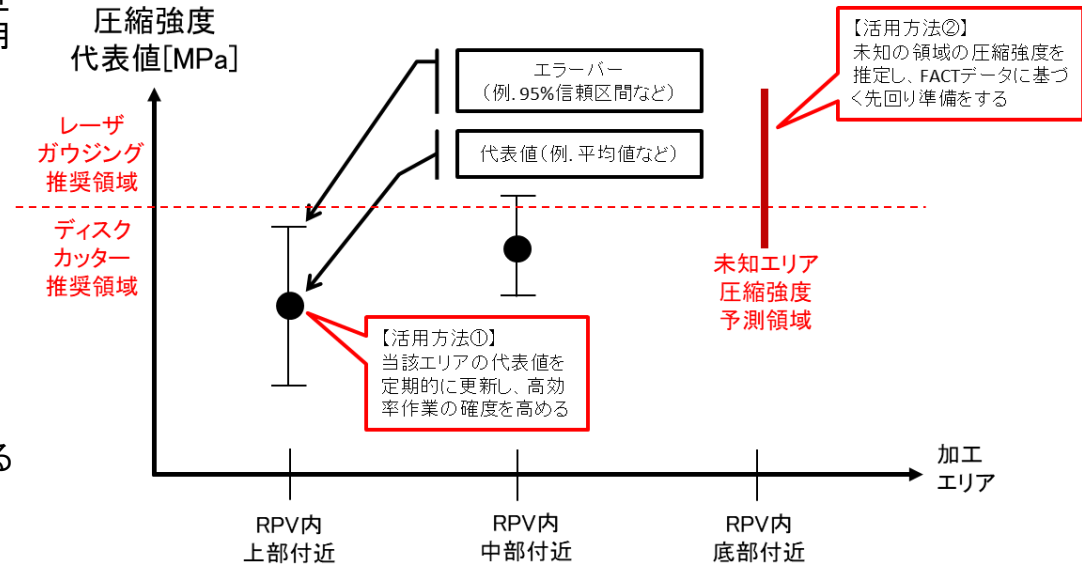 圧縮強度
代表値[MPa]
レーザ
ガウジング
推奨領域
ディスク
カッター
推奨領域
エラーバー
（例．95%信頼区間など）
代表値（例．平均値など）
【活用方法②】
未知の領域の圧縮強度を
推定し、FACTデータに基づ
く先回り準備をする
未知エリア
圧縮強度
予測領域
【活用方法①】
当該エリアの代表値を
定期的に更新し、高効
率作業の確度を高める
る
加工
エリア
RPV内
上部付近
RPV内
中部付近
RPV内
底部付近